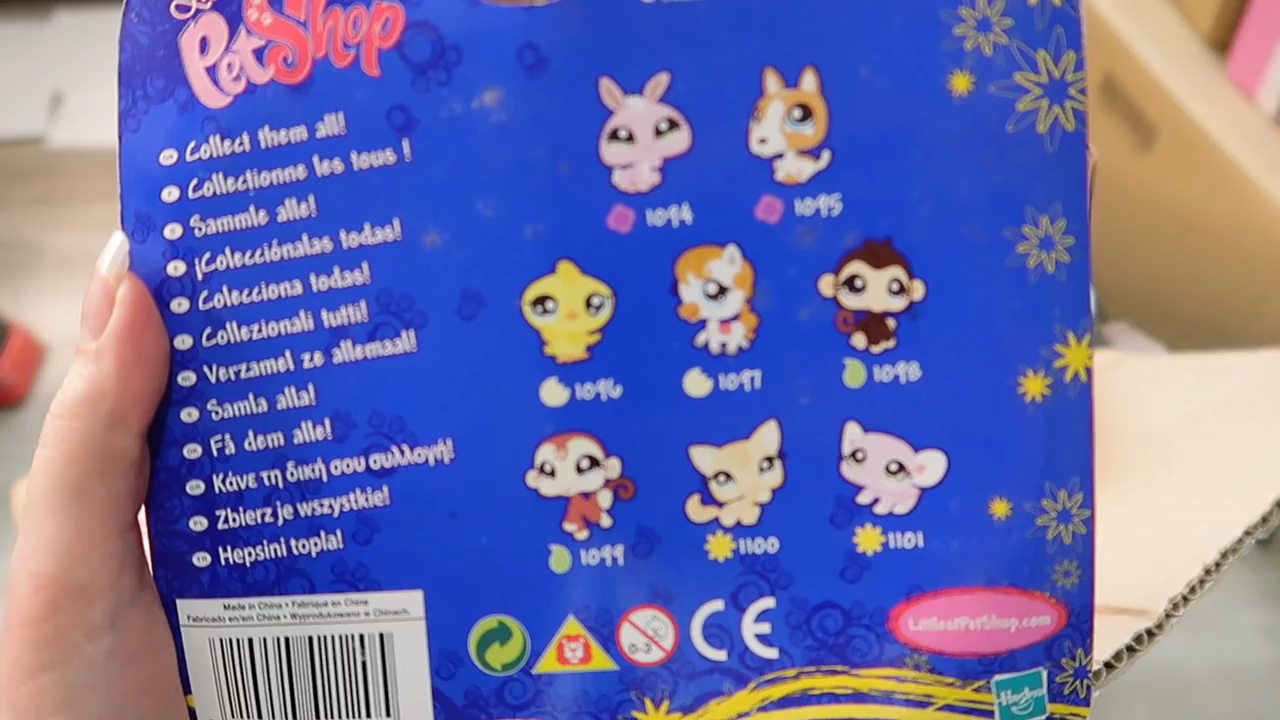 Littlest
PetShop
Collect them all!
Collectionne les tous !
Sammle alle!
¡Colecciónalas todas!
Colecciona todas!
Collezionali tutti!
Verzamel ze allemaal!
Samla alla!
Få dem alle!
Κάνε τη δική σου συλλογή!
Zbierz je wszystkie!
Hepsini topla!
1094 1095
1096 1097 1098
1099 1100 1101
Made in China • Fabriqué en Chine
Fabricado en/em China • Wyprodukowano w Chinach.
0-3
CE
LittlestPetShop.com
Hasbro